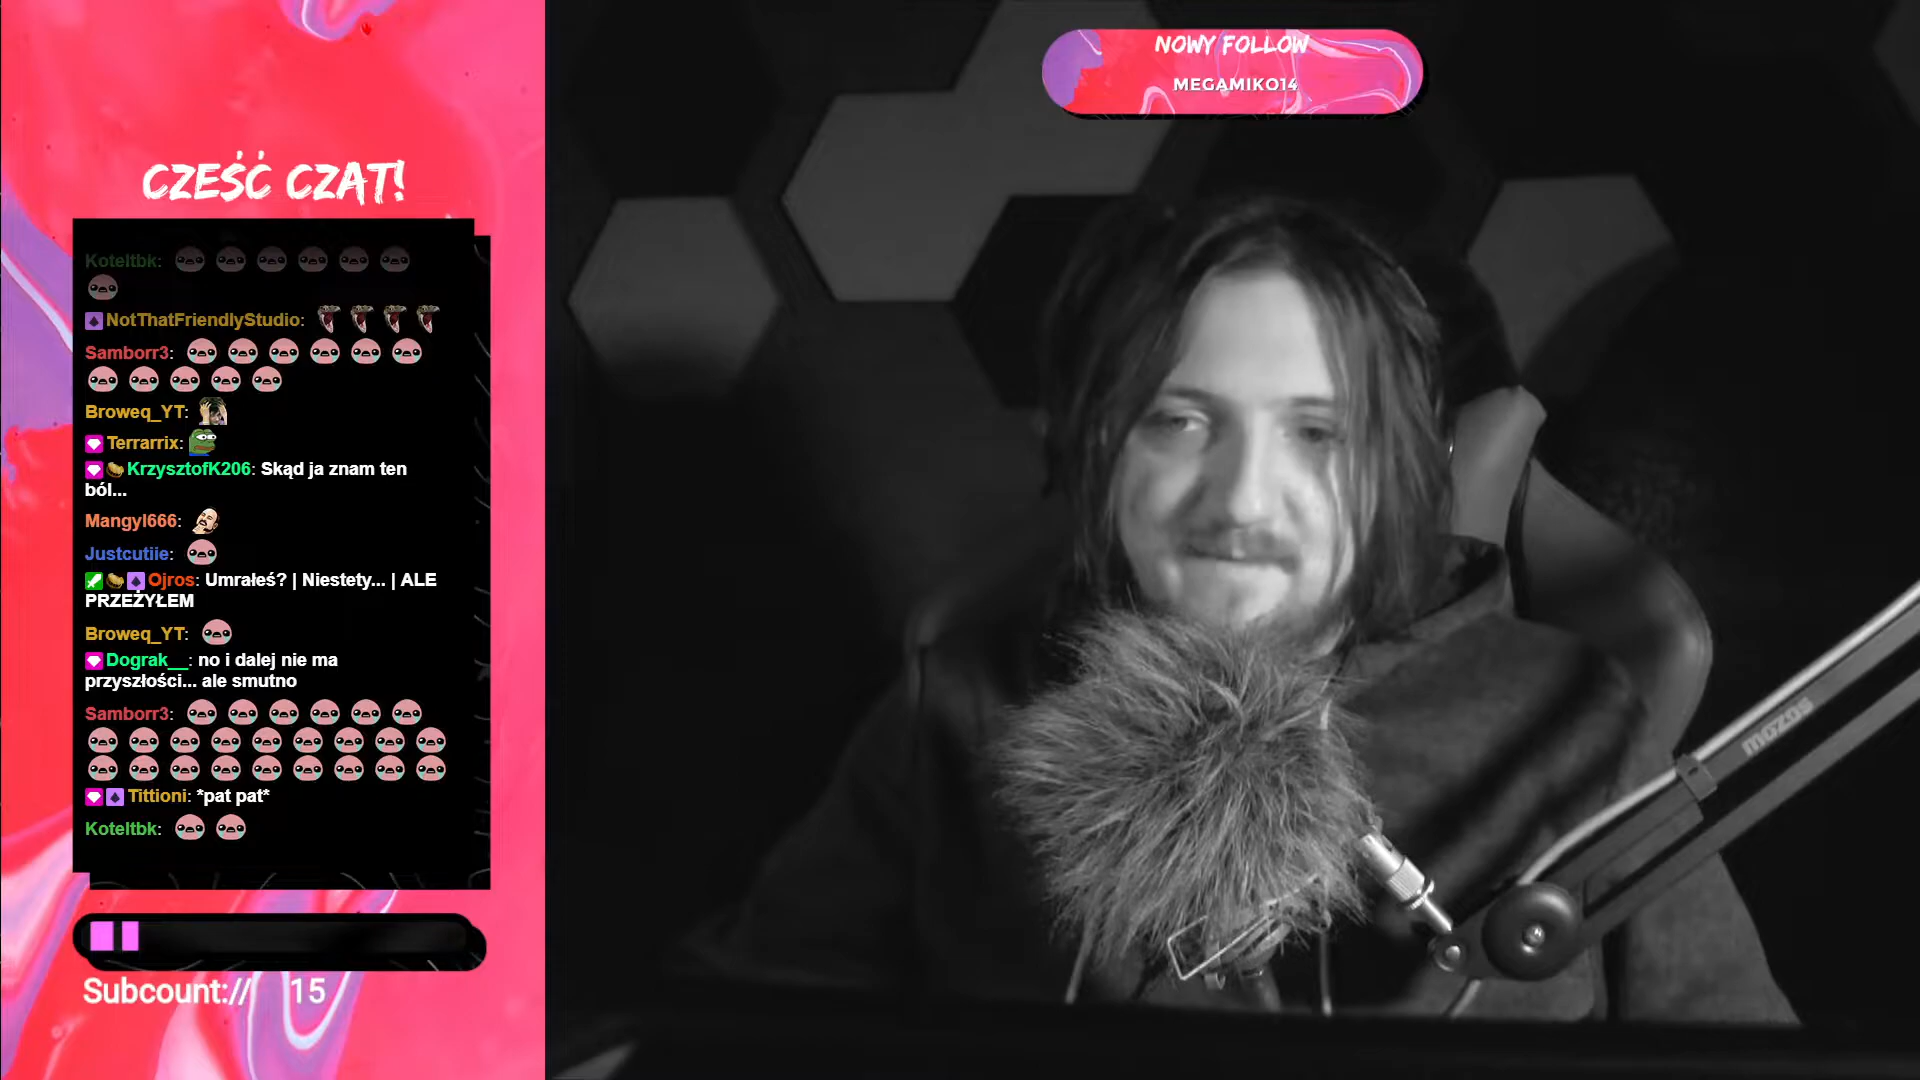 NOWY FOLLOW
MEGAMIKO14
CZEŚĆ CZAT!
Koteltbk:
NotThatFriendlyStudio:
Samborr3:
Broweq_YT:
Terrarrix:
KrzysztofK206: Skąd ja znam ten
ból...
Mangyl666:
Justcutiie:
Ojros: Umrałeś? | Niestety... | ALE
PRZEŻYŁEM
Broweq_YT:
Dograk__: no i dalej nie ma
przyszłości... ale smutno
Samborr3:
Tittioni: *pat pat*
Koteltbk:
Subcount:// 15
mozos